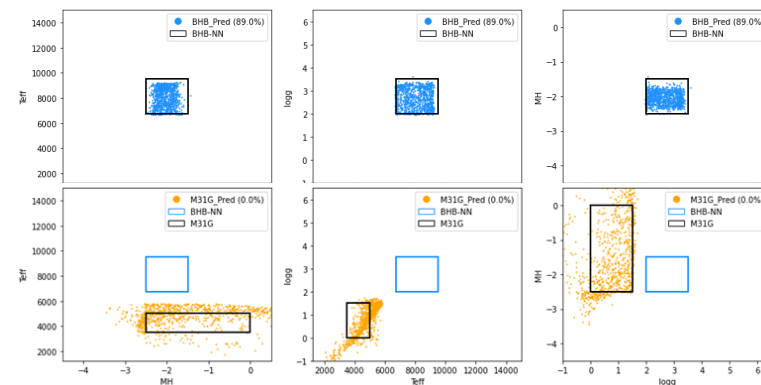 14000
12000
10000
8000
6000
4000
2000
Teff
BHB_Pred (89.0%)
BHB-NN
6
5
4
3
2
1
0
logg
BHB_Pred (89.0%)
BHB-NN
0
−1
−2
−3
−4
MH
BHB_Pred (89.0%)
BHB-NN
14000
12000
10000
8000
6000
4000
2000
Teff
M31G_Pred (0.0%)
BHB-NN
M31G
−4 −3 −2 −1 0
MH
6
5
4
3
2
1
0
−1
logg
M31G_Pred (0.0%)
BHB-NN
M31G
2000 4000 6000 8000 10000 12000 14000
Teff
0
−1
−2
−3
−4
MH
M31G_Pred (0.0%)
BHB-NN
M31G
−1 0 1 2 3 4 5 6
logg